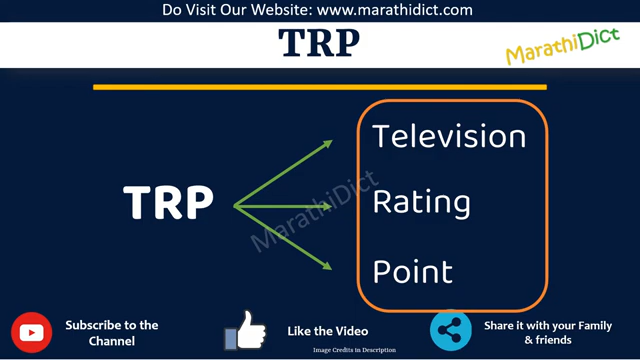 Do Visit Our Website: www.marathidict.com
TRP
MarathiDict
Television
TRP
Rating
MarathiDict
Point
Subscribe to the
Channel
Like the Video
Share it with your Family
& friends
Image Credits in Description